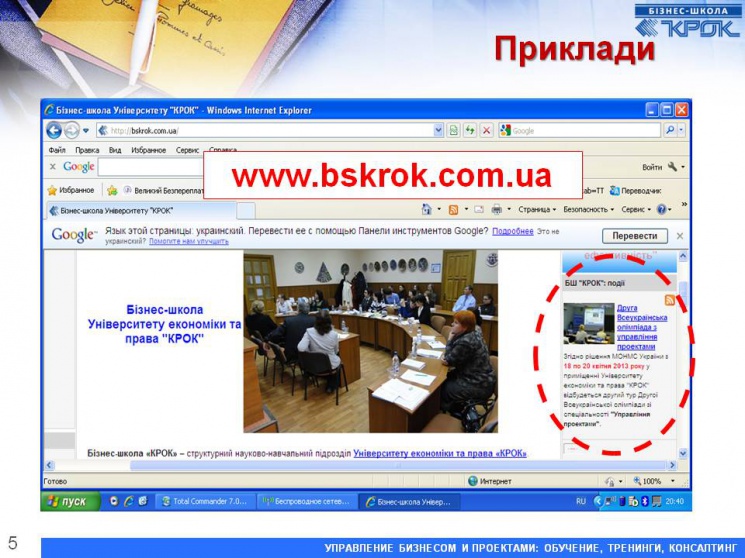 БІЗНЕС-ШКОЛА
КРОК
Приклади
Бізнес-школа Університету "КРОК" - Windows Internet Explorer
http://bskrok.com.ua/
Google
Файл Правка Вид Избранное Сервис Справка
www.bskrok.com.ua
x Google
Войти
Избранное
Великий Безперeплат
ab=TT
Переводчик:
Бізнес-школа Університету "КРОК"
Страница
Безопасность
Сервис
Google
Язык этой страницы: украинский. Перевести ее с помощью Панели инструментов Google? Подробнее Это не
украинский? Помогите нам улучшить
Перевести
ефективність"
БШ "КРОК": події
Бізнес-школа
Університету економіки та
права "КРОК"
Друга
Всеукраїнська
олімпіада з
управління
проектами
Згідно рішення МОНМС України з
18 по 20 квітня 2013 року у
приміщенні Університету
економіки та права "КРОК"
відбудеться другий тур Другої
Всеукраїнської олімпіади зі
спеціальності "Управління
проектами".
Бізнес-школа «КРОК» – структурний науково-навчальний підрозділ Університету економіки та права «КРОК»
Готово
Интернет
100%
пуск
Total Commander 7.0...
Беспроводное сетев...
Бізнес-школа Універ...
RU
20:40
5
УПРАВЛЕНИЕ БИЗНЕСОМ И ПРОЕКТАМИ: ОБУЧЕНИЕ, ТРЕНИНГИ, КОНСАЛТИНГ